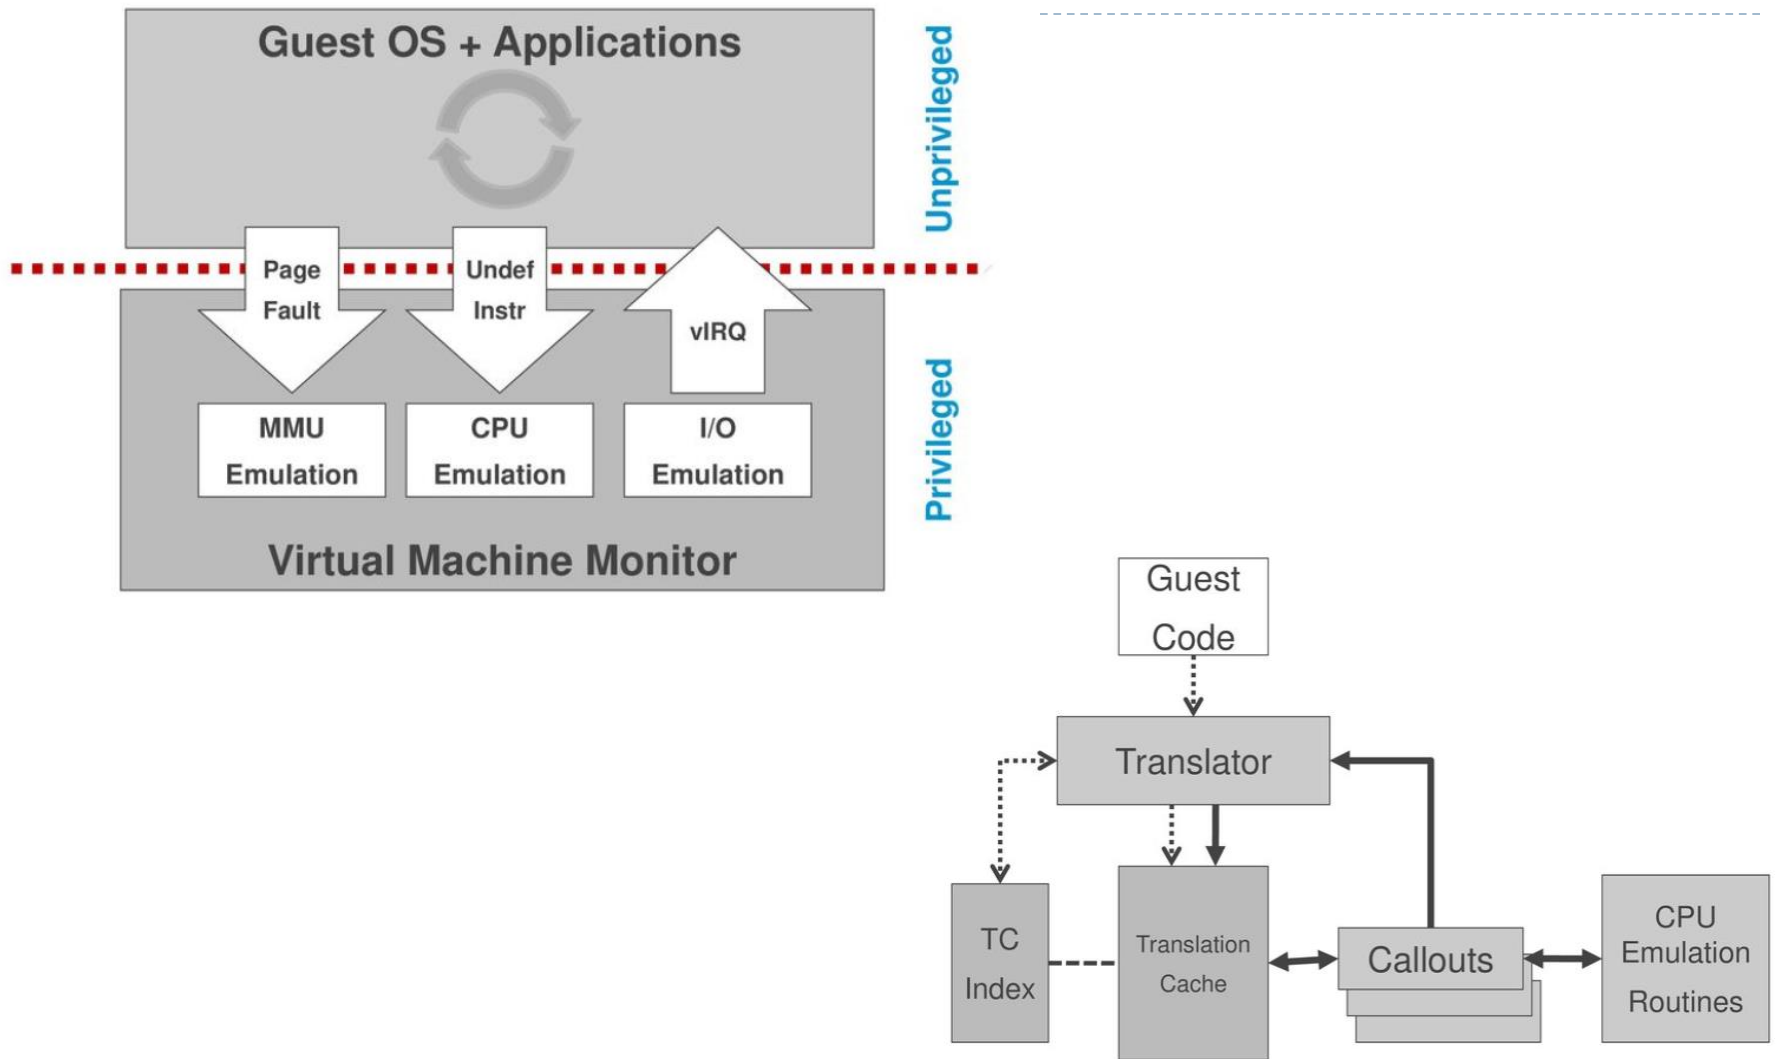 Guest OS + Applications
Unprivileged
Page
Fault
Undef
Instr
vIRQ
Privileged
MMU
Emulation
CPU
Emulation
I/O
Emulation
Virtual Machine Monitor
Guest
Code
Translator
TC
Index
Translation
Cache
Callouts
CPU
Emulation
Routines